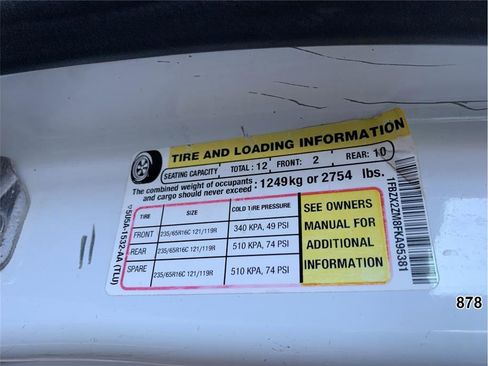 TIRE AND LOADING INFORMATION
SEATING CAPACITY TOTAL: 12 FRONT: 2 REAR: 10
The combined weight of occupants and cargo should never exceed: 1249kg or 2754 lbs.
TIRE SIZE COLD TIRE PRESSURE
FRONT 235/65R16C 121/119R 340 KPA, 49 PSI
REAR 235/65R16C 121/119R 510 KPA, 74 PSI
SPARE 235/65R16C 121/119R 510 KPA, 74 PSI
SEE OWNERS
MANUAL FOR
ADDITIONAL
INFORMATION
1FBZX2ZM8FKA95381
878